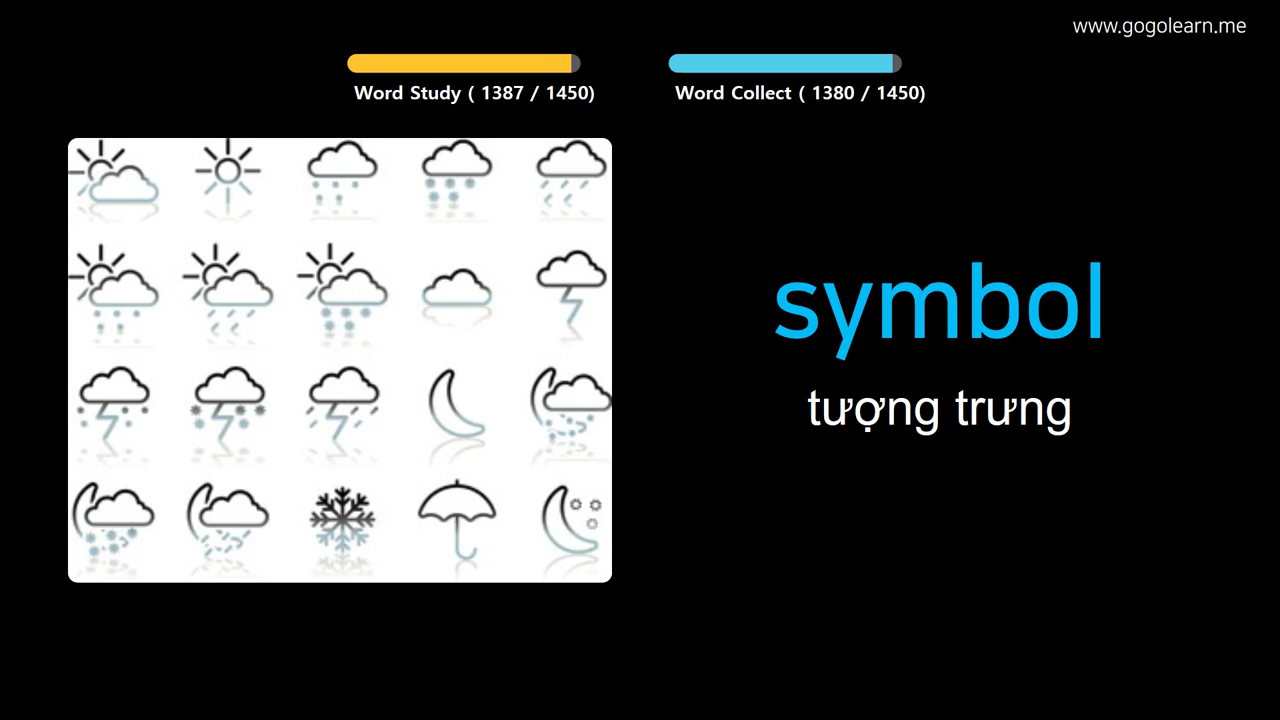 www.gogolearn.me
Word Study ( 1387 / 1450)
Word Collect ( 1380 / 1450)
symbol
tượng trưng